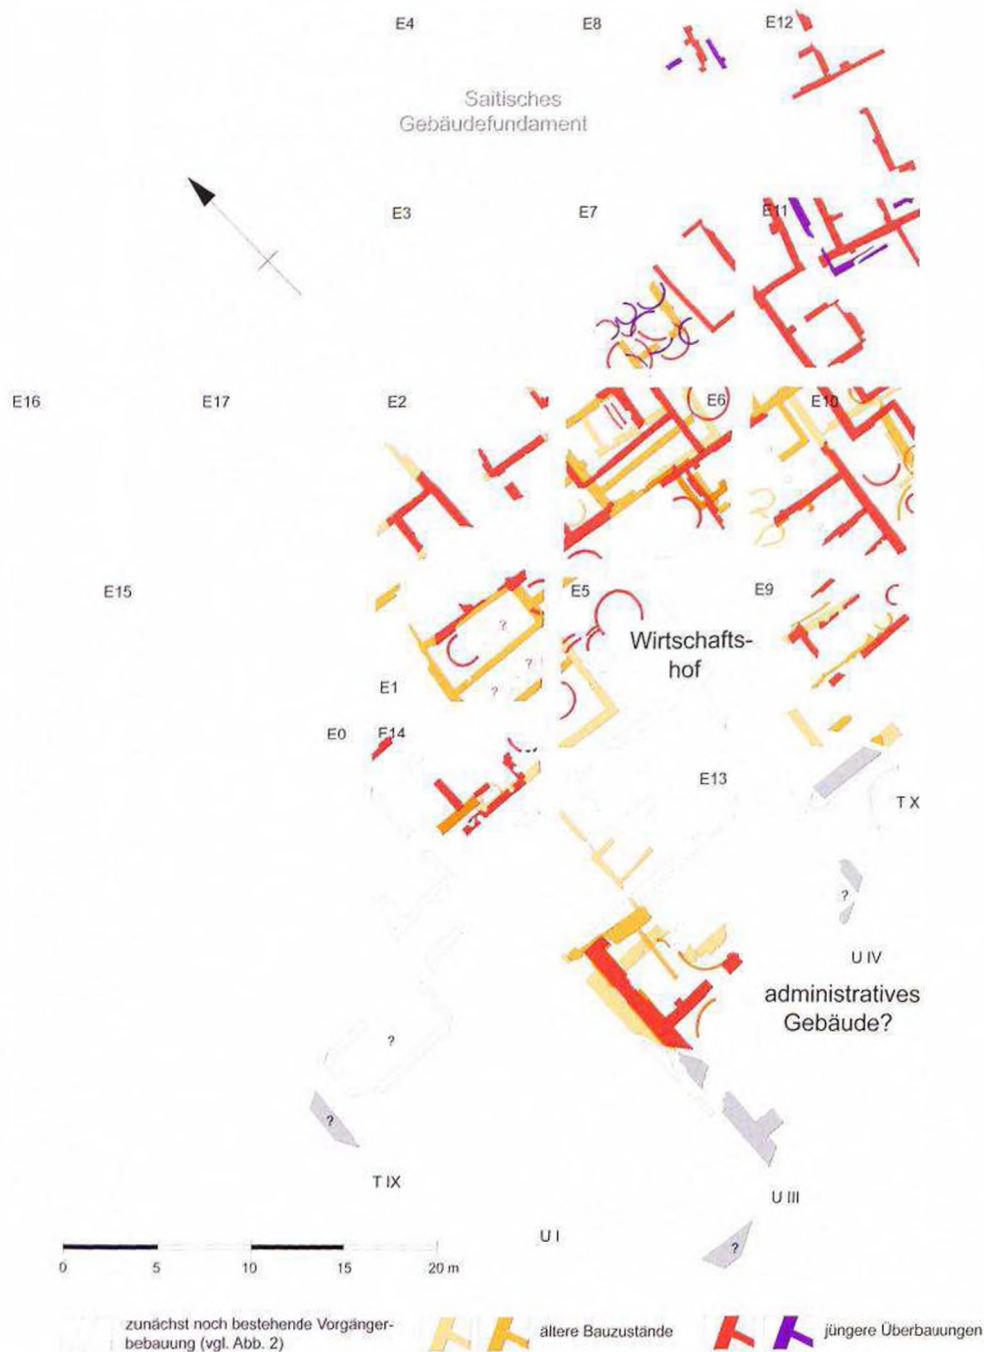 E4
E8
E12
Saitisches
Gebäudefundament
E3
E7
E11
E16
E17
E2
E6
E10
E15
E5
E9
?
Wirtschafts-
hof
?
E1
?
E0
E14
E13
T X
?
U IV
administratives
Gebäude?
?
?
T IX
U III
U I
?
0
5
10
15
20 m
zunächst noch bestehende Vorgänger-
bebauung (vgl. Abb. 2)
ältere Bauzustände
jüngere Überbauungen